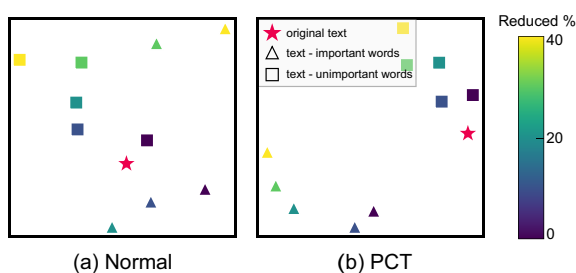 Reduced %
original text
text - important words
text - unimportant words
40
20
0
(a) Normal
(b) PCT